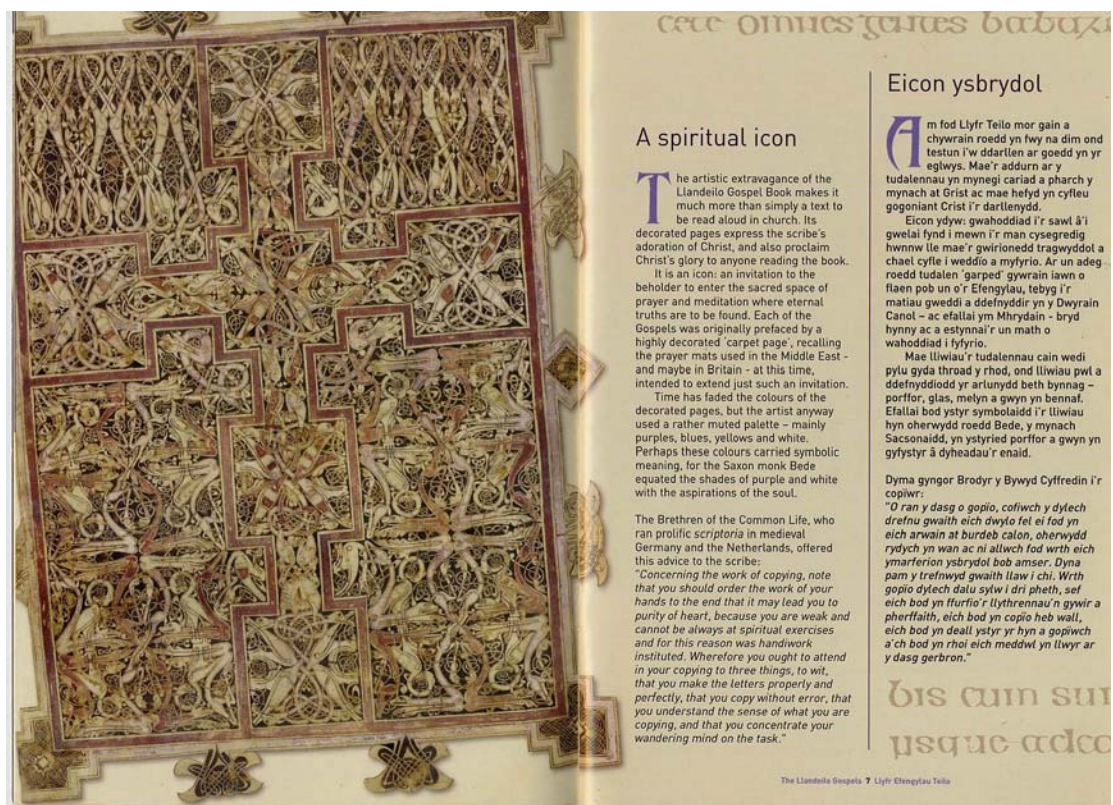 cete omnes gentes babaz
A spiritual icon
The artistic extravagance of the
Llandeilo Gospel Book makes it
much more than simply a text to
be read aloud in church. Its
decorated pages express the scribe's
adoration of Christ, and also proclaim
Christ's glory to anyone reading the book.
It is an icon: an invitation to the
beholder to enter the sacred space of
prayer and meditation where eternal
truths are to be found. Each of the
Gospels was originally prefaced by a
highly decorated 'carpet page', recalling
the prayer mats used in the Middle East -
and maybe in Britain - at this time,
intended to extend just such an invitation.
Time has faded the colours of the
decorated pages, but the artist anyway
used a rather muted palette – mainly
purples, blues, yellows and white.
Perhaps these colours carried symbolic
meaning, for the Saxon monk Bede
equated the shades of purple and white
with the aspirations of the soul.
The Brethren of the Common Life, who
ran prolific scriptoria in medieval
Germany and the Netherlands, offered
this advice to the scribe:
"Concerning the work of copying, note
that you should order the work of your
hands to the end that it may lead you to
purity of heart, because you are weak and
cannot be always at spiritual exercises
and for this reason was handiwork
instituted. Wherefore you ought to attend
in your copying to three things, to wit,
that you make the letters properly and
perfectly, that you copy without error, that
you understand the sense of what you are
copying, and that you concentrate your
wandering mind on the task."
Eicon ysbrydol
Am fod Llyfr Teilo mor gain a
chywrain roedd yn fwy na dim ond
testun i'w ddarllen ar goedd yn yr
eglwys. Mae'r addurn ar y
tudalennau yn mynegi cariad a pharch y
mynach at Grist ac mae hefyd yn cyfleu
gogoniant Crist i'r darllenydd.
Eicon ydyw: gwahoddiad i'r sawl â'i
gwelai fynd i mewn i'r man cysegredig
hwnnw lle mae'r gwirionedd tragwyddol a
chael cyfle i weddïo a myfyrio. Ar un adeg
roedd tudalen 'garped' gywrain iawn o
flaen pob un o'r Efengylau, tebyg i'r
matiau gweddi a ddefnyddir yn y Dwyrain
Canol – ac efallai ym Mhrydain - bryd
hynny ac a estynnai'r un math o
wahoddiad i fyfyrio.
Mae lliwiau'r tudalennau cain wedi
pylu gyda throad y rhod, ond lliwiau pwl a
ddefnyddiodd yr arlunydd beth bynnag –
porffor, glas, melyn a gwyn yn bennaf.
Efallai bod ystyr symbolaidd i'r lliwiau
hyn oherwydd roedd Bede, y mynach
Sacsonaidd, yn ystyried porffor a gwyn yn
gyfystyr â dyheadau'r enaid.
Dyma gyngor Brodyr y Bywyd Cyffredin i'r
copïwr:
"O ran y dasg o gopïo, cofiwch y dylech
drefnu gwaith eich dwylo fel ei fod yn
eich arwain at burdeb calon, oherwydd
rydych yn wan ac ni allwch fod wrth eich
ymarferion ysbrydol bob amser. Dyna
pam y trefnwyd gwaith llaw i chi. Wrth
gopïo dylech dalu sylw i dri pheth, sef
eich bod yn ffurfio'r llythrennau'n gywir a
pherffaith, eich bod yn copïo heb wall,
eich bod yn deall ystyr yr hyn a gopïwch
a'ch bod yn rhoi eich meddwl yn llwyr ar
y dasg gerbron."
bis cum sum
usque adco
The Llandeilo Gospels 7 Llyfr Efengylau Teilo